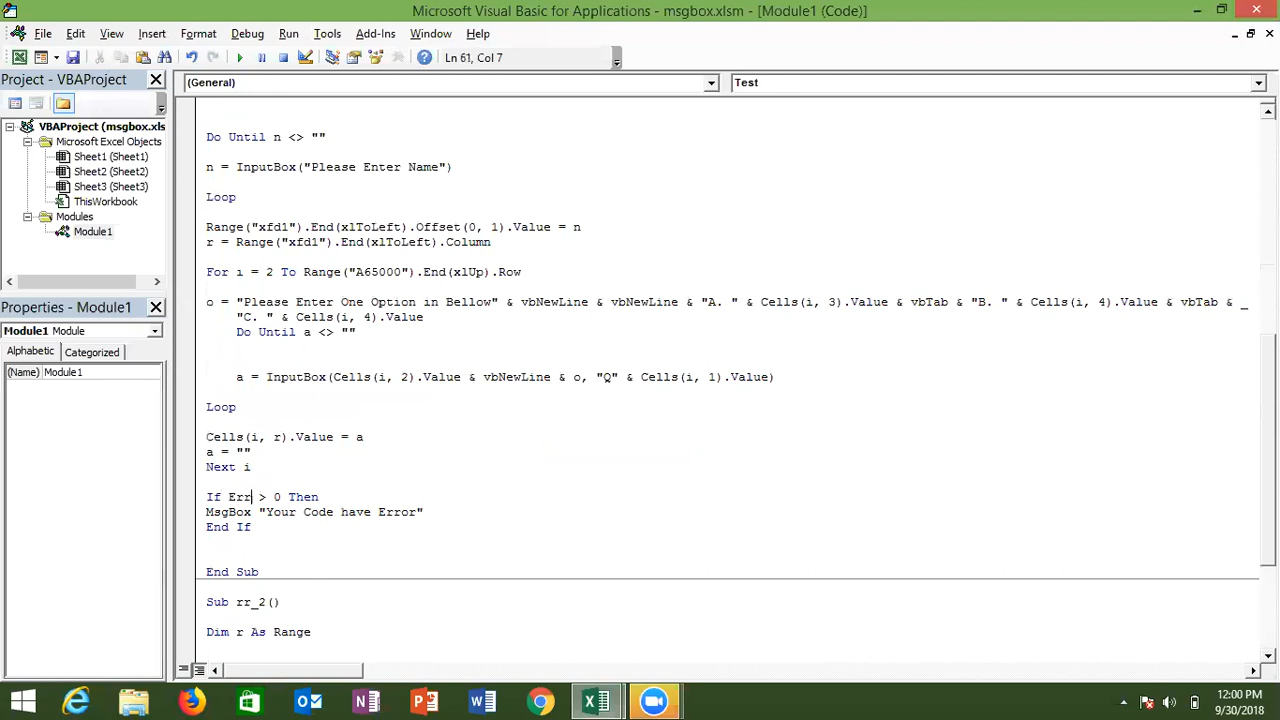 Microsoft Visual Basic for Applications - msgbox.xlsm - [Module1 (Code)]
File Edit View Insert Format Debug Run Tools Add-Ins Window Help
Ln 61, Col 7
Project - VBAProject
(General)
Test
VBAProject (msgbox.xls
Microsoft Excel Objects
Sheet1 (Sheet1)
Sheet2 (Sheet2)
Sheet3 (Sheet3)
ThisWorkbook
Modules
Module1
Properties - Module1
Module1 Module
Alphabetic Categorized
(Name) Module1
Do Until n <> ""
n = InputBox("Please Enter Name")
Loop
Range("xfd1").End(xlToLeft).Offset(0, 1).Value = n
r = Range("xfd1").End(xlToLeft).Column
For i = 2 To Range("A65000").End(xlUp).Row
o = "Please Enter One Option in Bellow" & vbNewLine & vbNewLine & "A. " & Cells(i, 3).Value & vbTab & "B. " & Cells(i, 4).Value & vbTab & _
"C. " & Cells(i, 4).Value
Do Until a <> ""
a = InputBox(Cells(i, 2).Value & vbNewLine & o, "Q" & Cells(i, 1).Value)
Loop
Cells(i, r).Value = a
a = ""
Next i
If Err > 0 Then
MsgBox "Your Code have Error"
End If
End Sub
Sub rr_2()
Dim r As Range
12:00 PM
9/30/2018